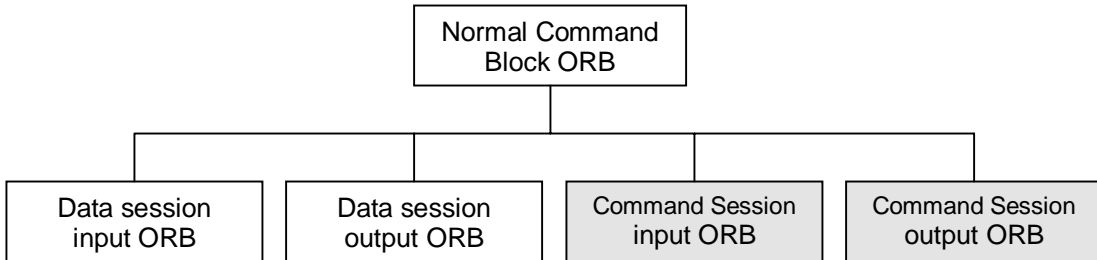 Normal Command
Block ORB
Data session
input ORB
Data session
output ORB
Command Session
input ORB
Command Session
output ORB